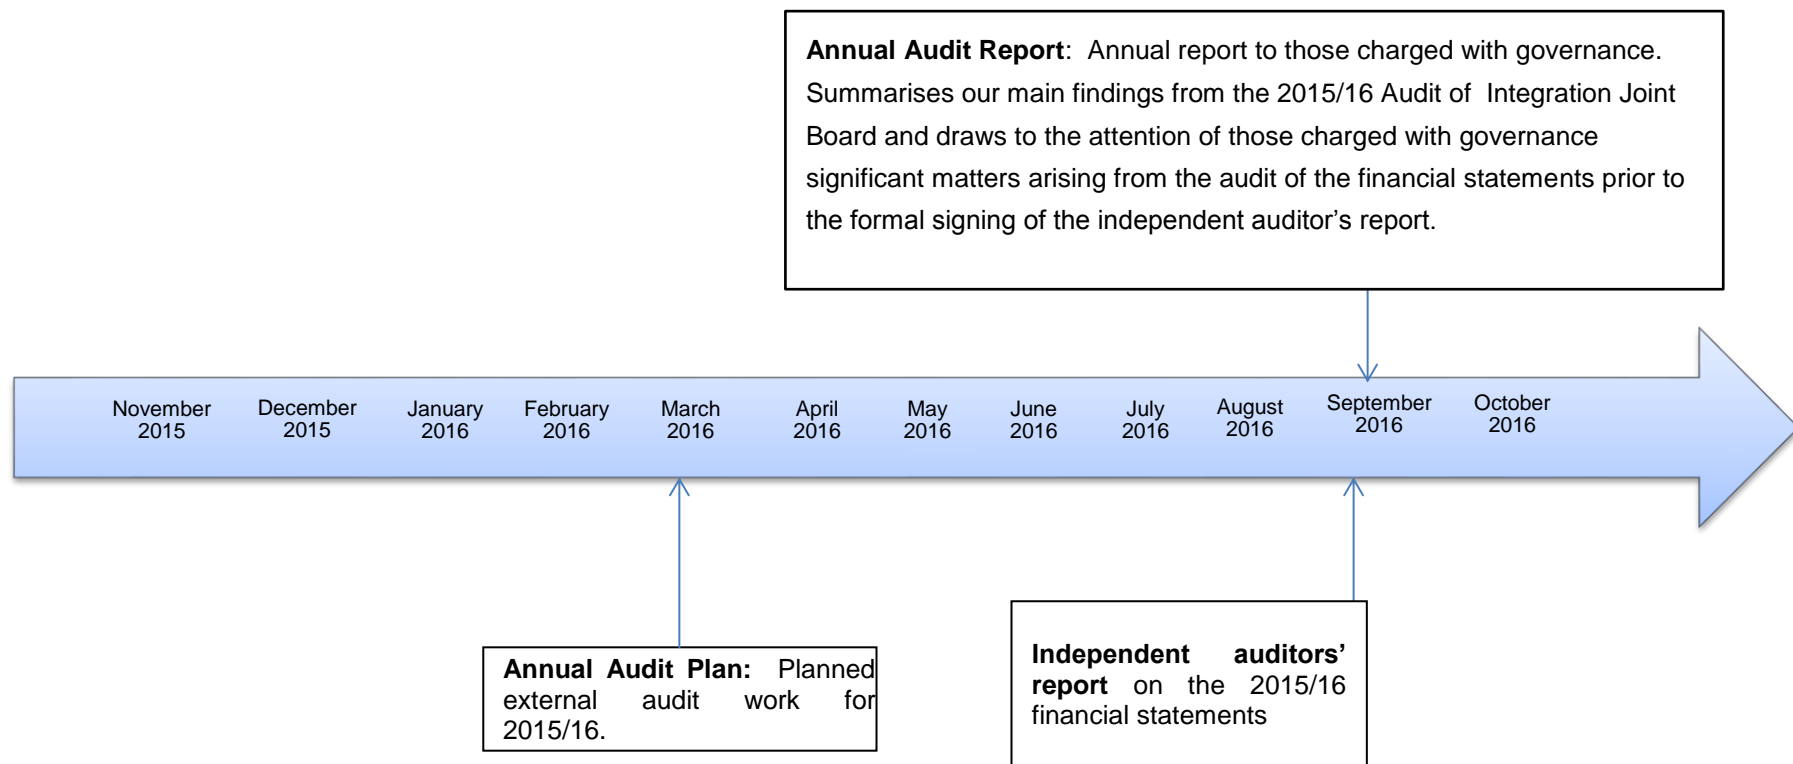 Annual Audit Report:  Annual report to those charged with governance.
Summarises our main findings from the 2015/16 Audit of  Integration Joint
Board and draws to the attention of those charged with governance
significant matters arising from the audit of the financial statements prior to
the formal signing of the independent auditor’s report.
November
2015
December
2015
January
2016
February
2016
March
2016
April
2016
May
2016
June
2016
July
2016
August
2016
September
2016
October
2016
Annual Audit Plan:  Planned
external audit work for
2015/16.
Independent auditors’
report on the 2015/16
financial statements